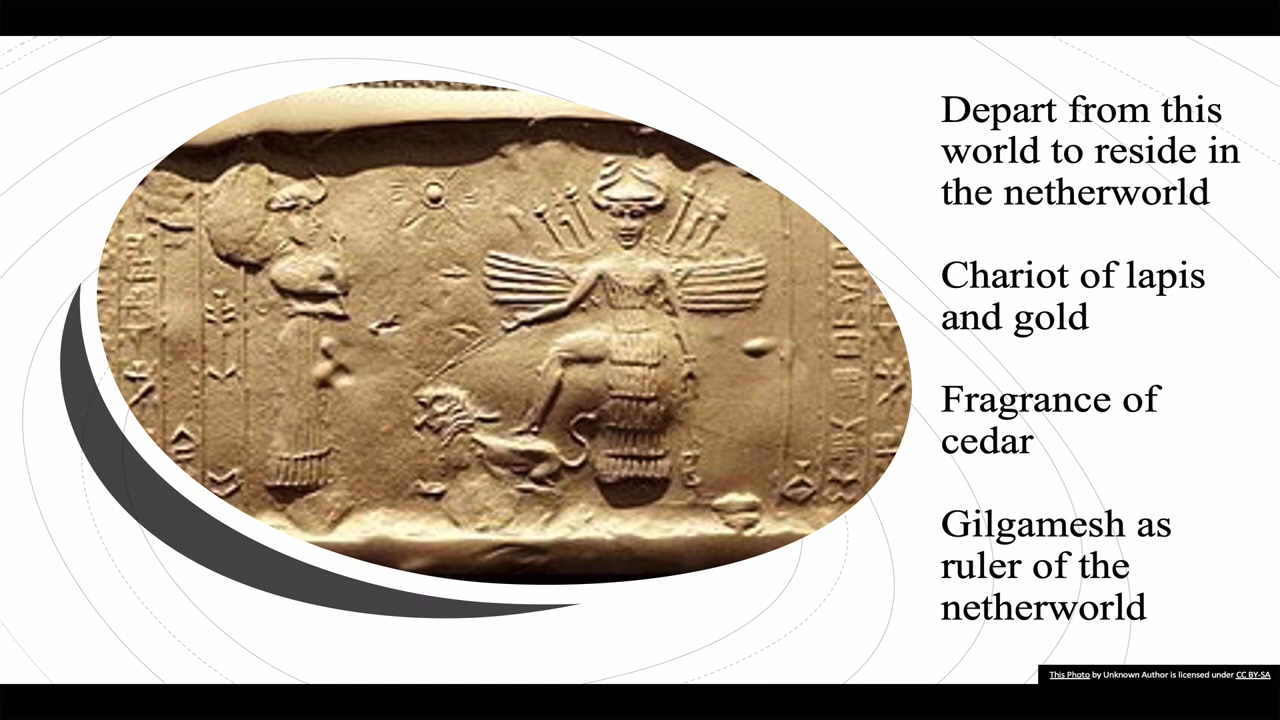 Depart from this
world to reside in
the netherworld
Chariot of lapis
and gold
Fragrance of
cedar
Gilgamesh as
ruler of the
netherworld
This Photo by Unknown Author is licensed under CC BY-SA